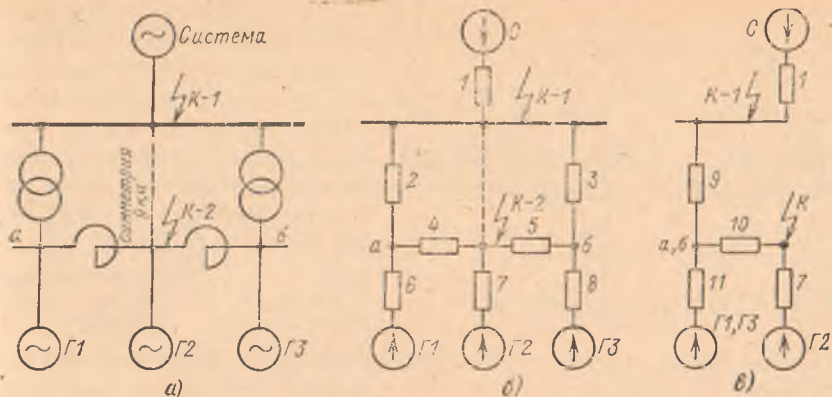 Система
К-1
Симметрия
К-2
а
б
Г1
Г2
Г3
а)
С
1
К-1
2
3
К-2
4
5
а
б
6
7
8
Г1
Г2
Г3
б)
С
1
К-1
9
10
К
а,б
11
7
Г1,Г3
Г2
в)